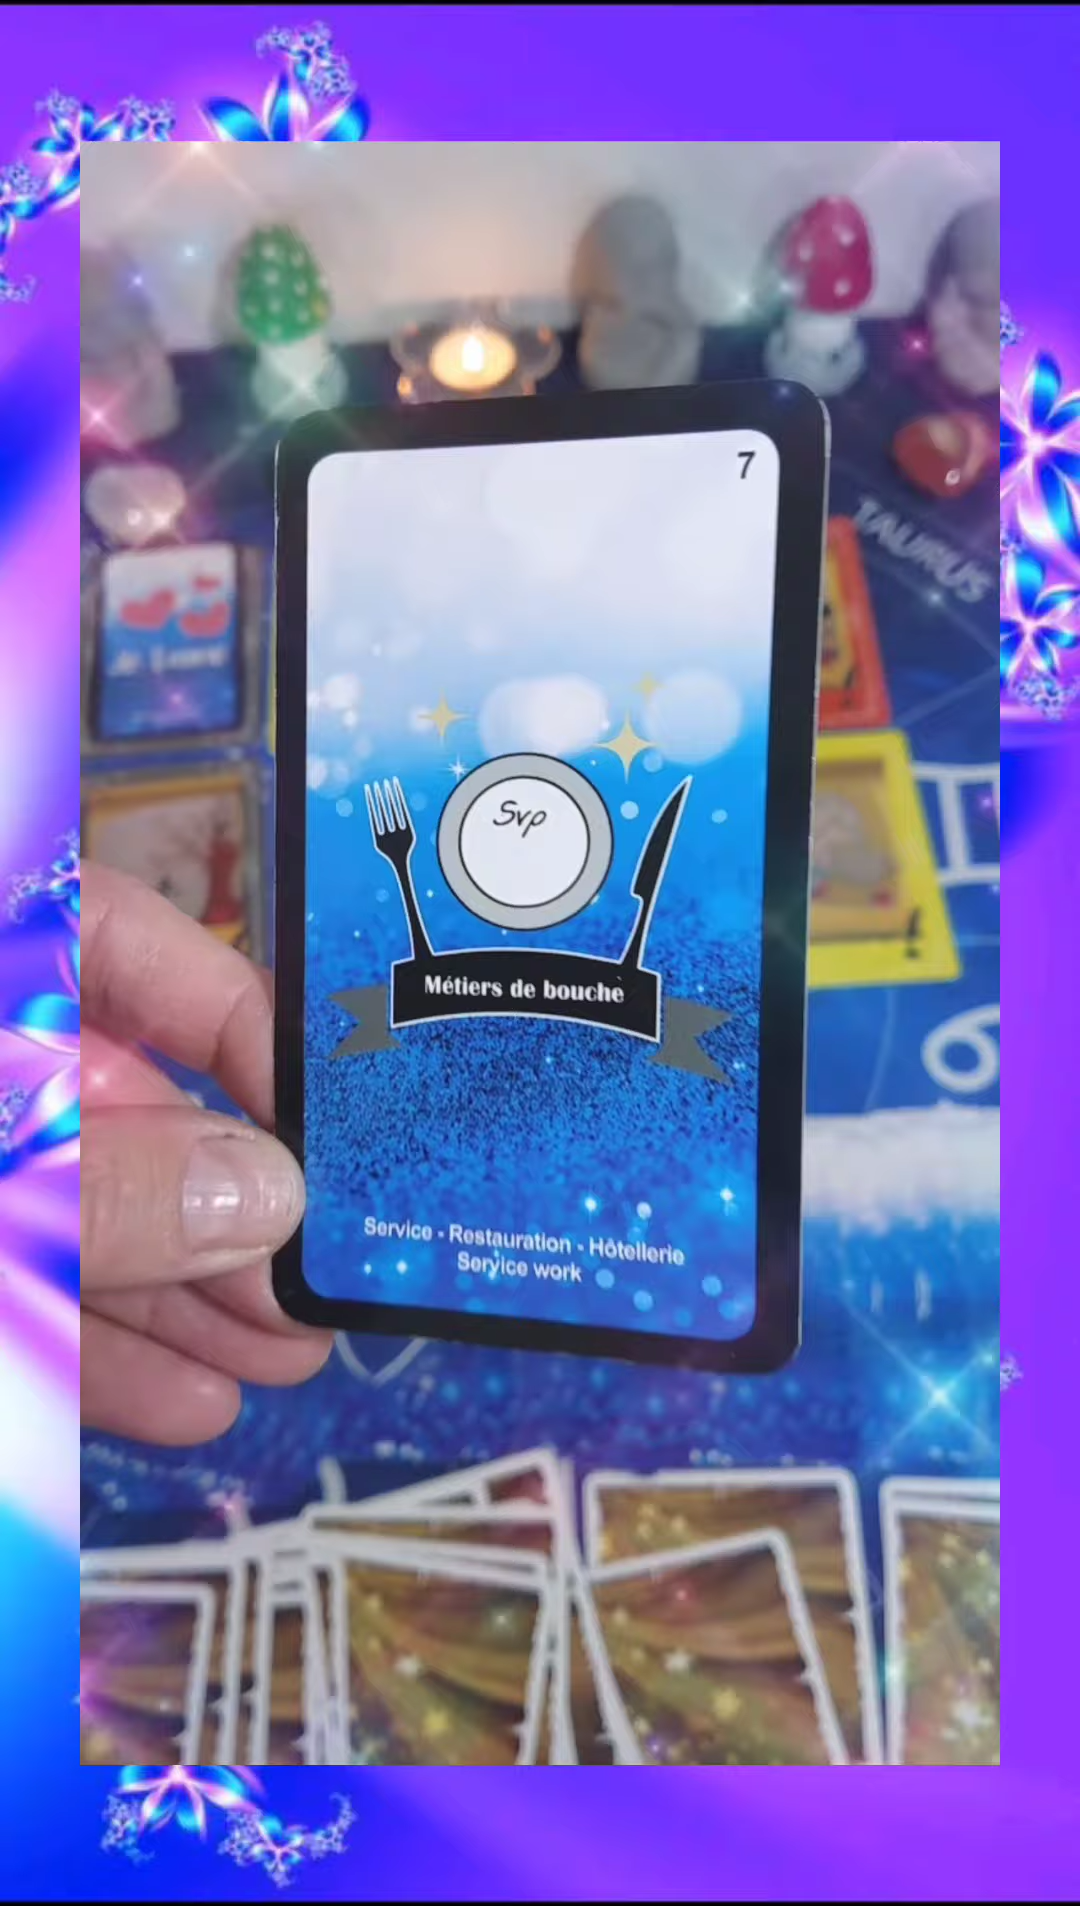 7
TAURUS
Svp
Métiers de bouche
Service - Restauration - Hôtellerie
Service work